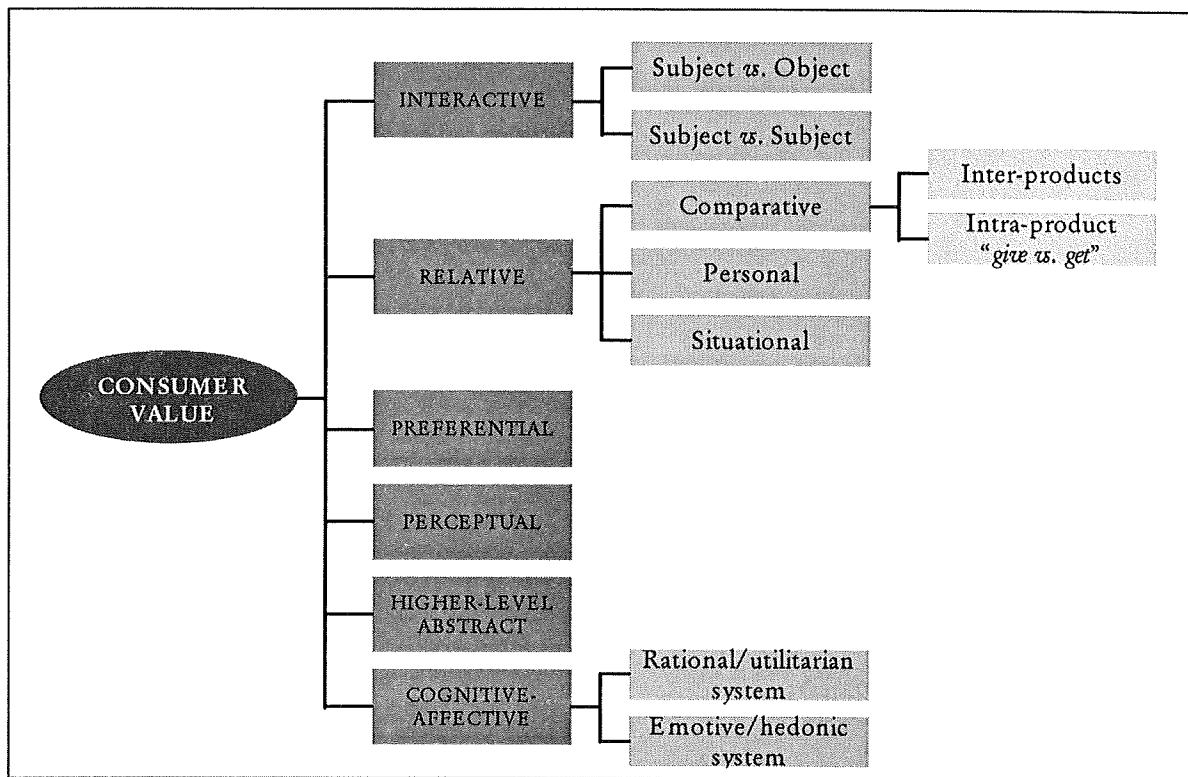 CONSUMER
VALUE
INTERACTIVE
Subject vs. Object
Subject vs. Subject
RELATIVE
Comparative
Inter-products
Intra-product
“give vs. get”
Personal
Situational
PREFERENTIAL
PERCEPTUAL
HIGHER-LEVEL
ABSTRACT
COGNITIVE-
AFFECTIVE
Rational/utilitarian
system
Emotive/hedonic
system